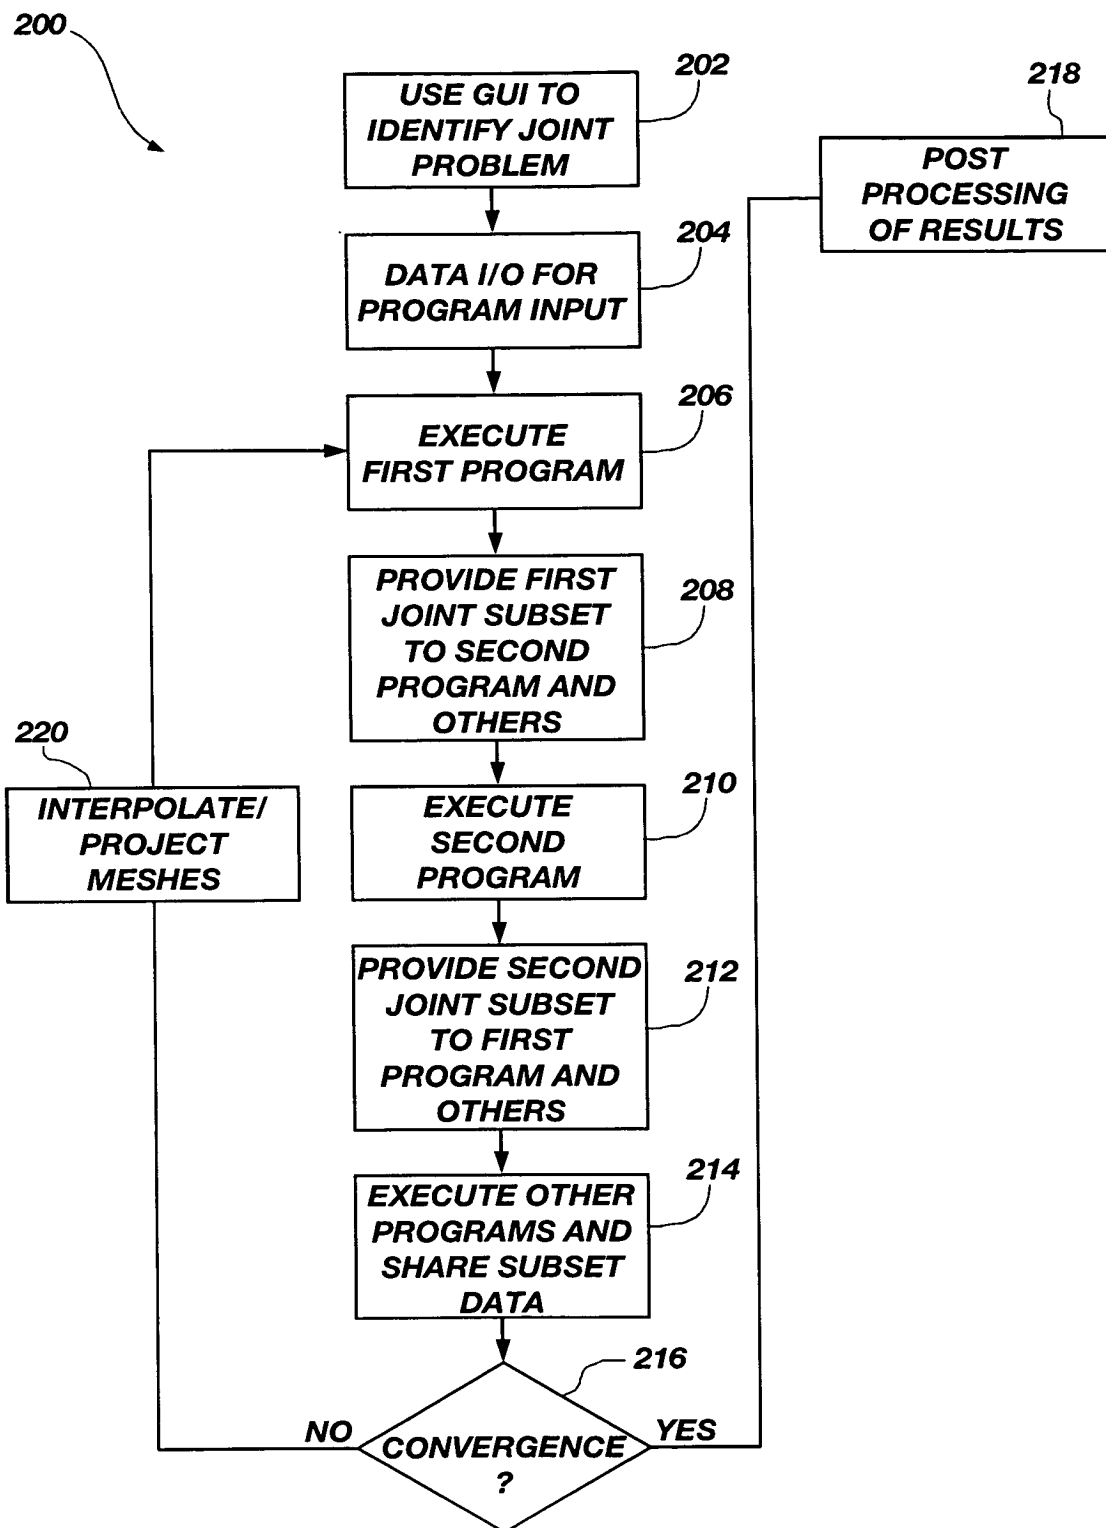 200
202
USE GUI TO
IDENTIFY JOINT
PROBLEM
218
POST
PROCESSING
OF RESULTS
204
DATA I/O FOR
PROGRAM INPUT
206
EXECUTE
FIRST PROGRAM
208
PROVIDE FIRST
JOINT SUBSET
TO SECOND
PROGRAM AND
OTHERS
220
INTERPOLATE/
PROJECT
MESHES
210
EXECUTE
SECOND
PROGRAM
212
PROVIDE SECOND
JOINT SUBSET
TO FIRST
PROGRAM AND
OTHERS
214
EXECUTE OTHER
PROGRAMS AND
SHARE SUBSET
DATA
216
NO
CONVERGENCE
?
YES